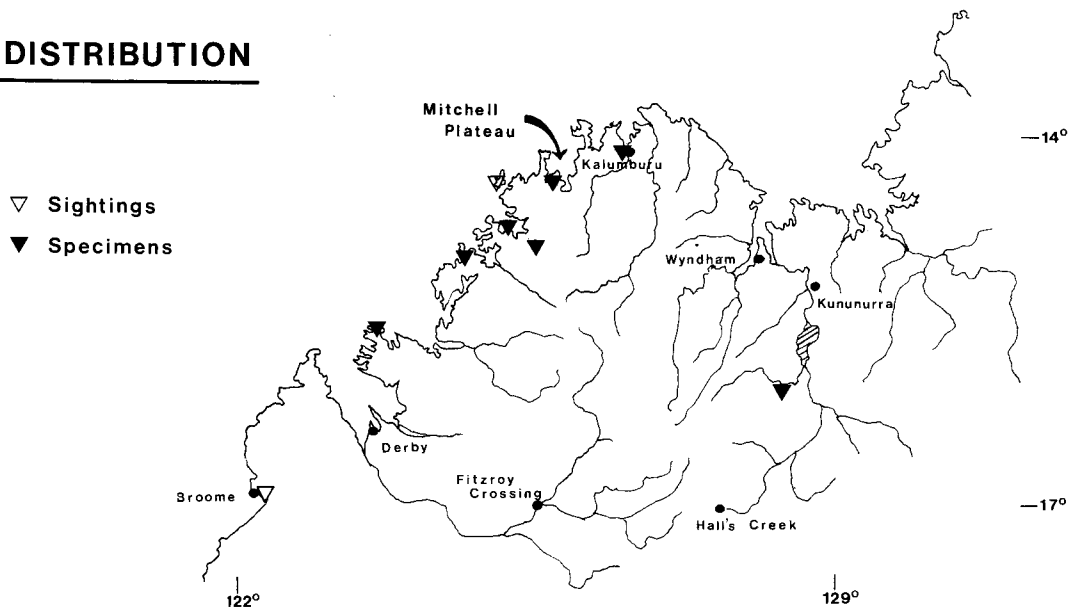 DISTRIBUTION
Mitchell
Plateau
14°
Kalumburu
Sightings
Specimens
Wyndham
Kununurra
Derby
Fitzroy
Crossing
Broome
17°
Hall's Creek
122°
129°